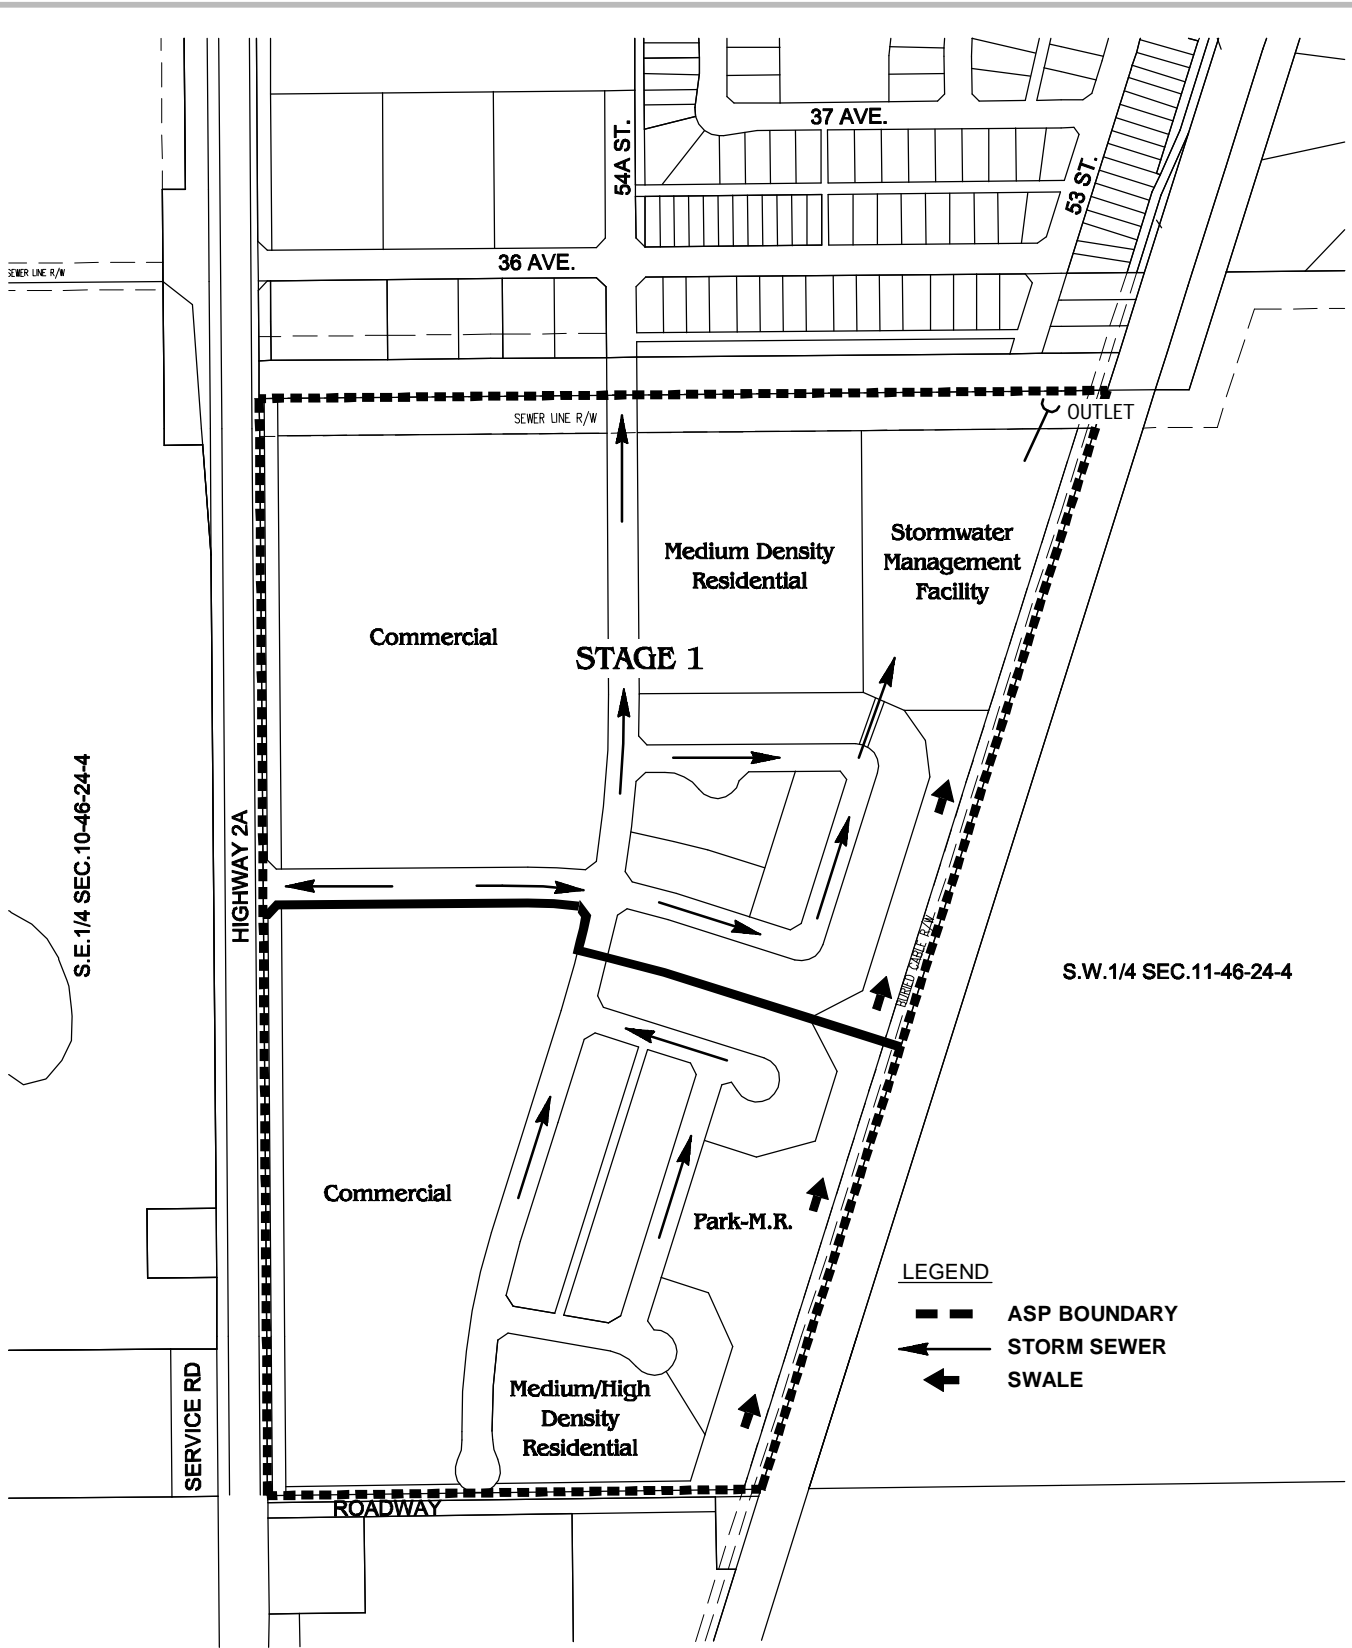 37 AVE.
54A ST.
53 ST.
36 AVE.
SEWER LINE R/W
SEWER LINE R/W
OUTLET
Stormwater
Management
Facility
Medium Density
Residential
Commercial
STAGE 1
S.E.1/4 SEC.10-46-24-4
HIGHWAY 2A
BURIED CABLE R/W
S.W.1/4 SEC.11-46-24-4
Commercial
Park-M.R.
LEGEND
ASP BOUNDARY
STORM SEWER
SWALE
SERVICE RD
Medium/High
Density
Residential
ROADWAY